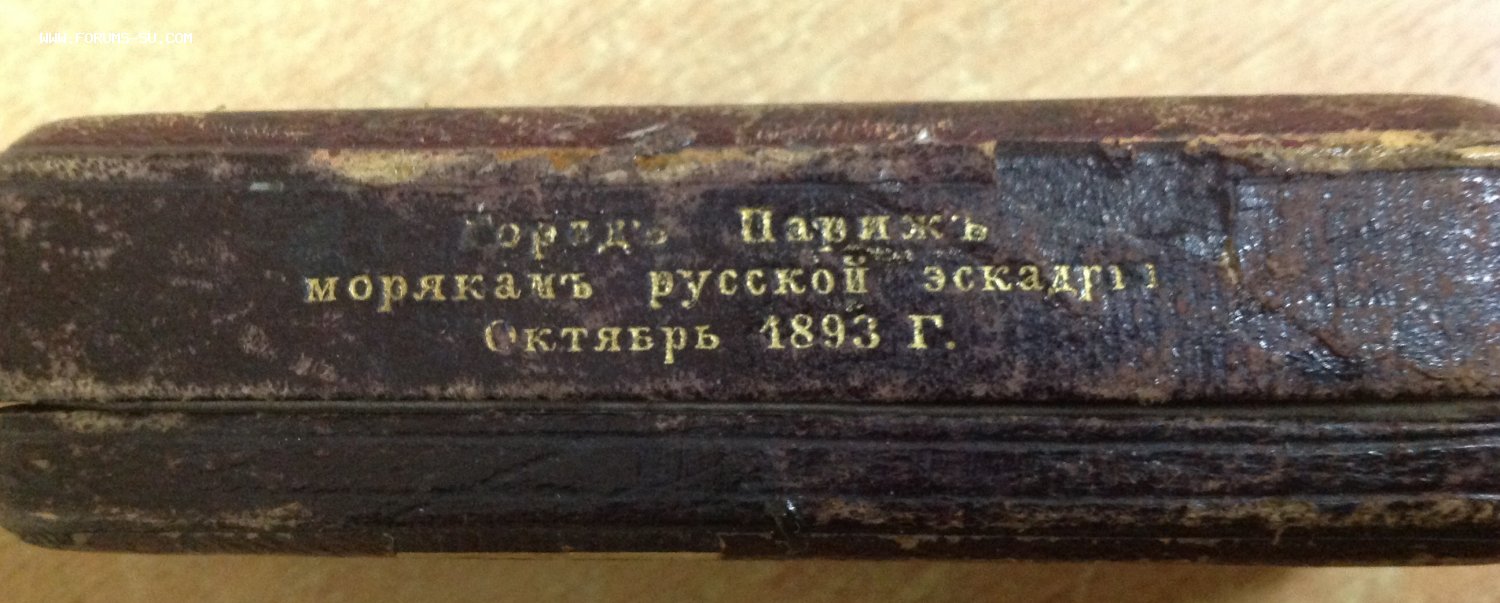 WWW.FORUMS-SU.COM
Городъ Парижъ
морякамъ русской эскадры
Октябрь 1893 Г.